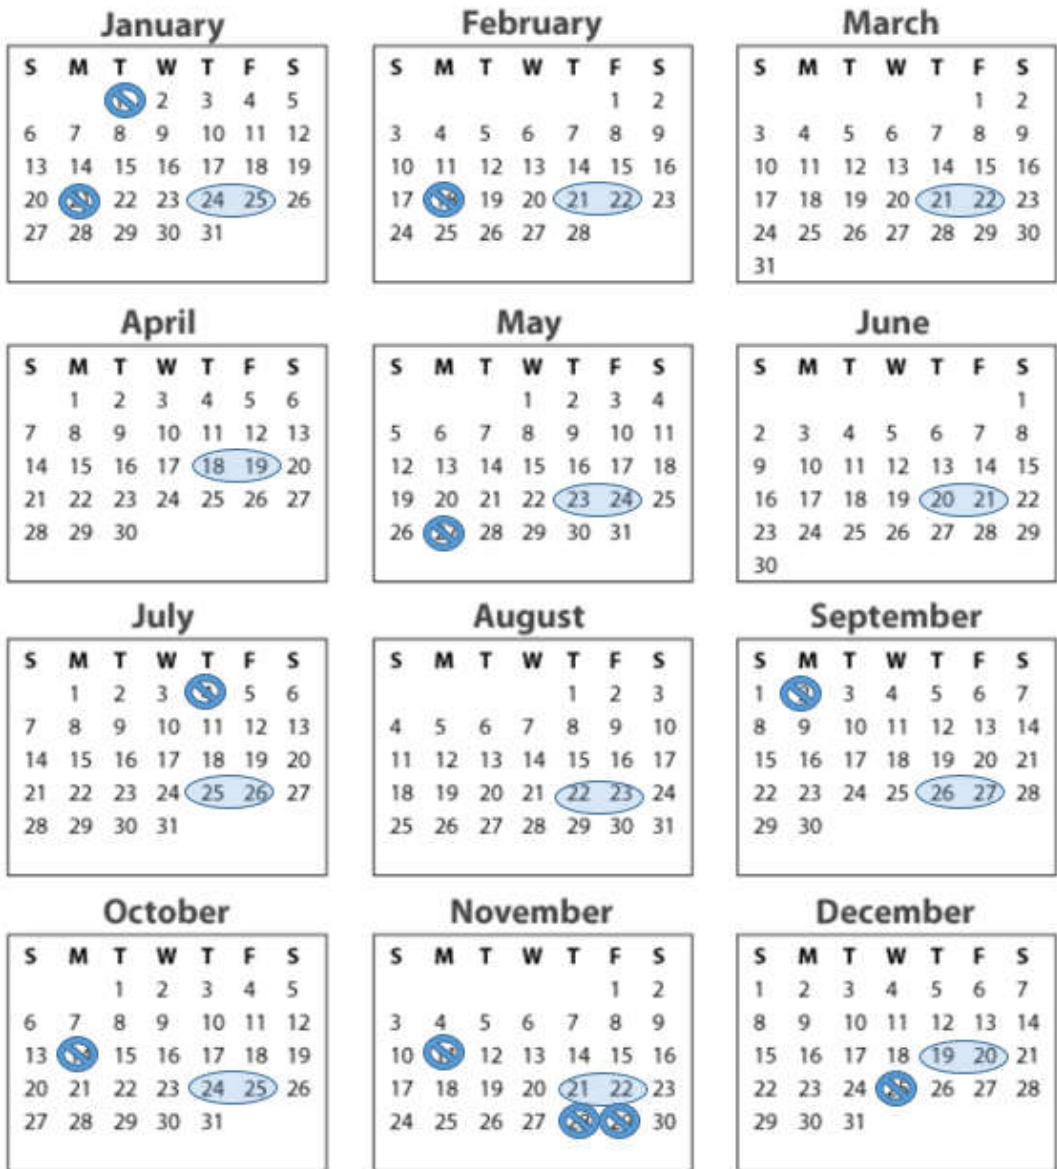 January
S M T W T F S
2 3 4 5
6 7 8 9 10 11 12
13 14 15 16 17 18 19
20 22 23 24 25 26
27 28 29 30 31
February
S M T W T F S
1 2
3 4 5 6 7 8 9
10 11 12 13 14 15 16
17 19 20 21 22 23
24 25 26 27 28
March
S M T W T F S
1 2
3 4 5 6 7 8 9
10 11 12 13 14 15 16
17 18 19 20 21 22 23
24 25 26 27 28 29 30
31
April
S M T W T F S
1 2 3 4 5 6
7 8 9 10 11 12 13
14 15 16 17 18 19 20
21 22 23 24 25 26 27
28 29 30
May
S M T W T F S
1 2 3 4
5 6 7 8 9 10 11
12 13 14 15 16 17 18
19 20 21 22 23 24 25
26 28 29 30 31
June
S M T W T F S
1
2 3 4 5 6 7 8
9 10 11 12 13 14 15
16 17 18 19 20 21 22
23 24 25 26 27 28 29
30
July
S M T W T F S
1 2 3 5 6
7 8 9 10 11 12 13
14 15 16 17 18 19 20
21 22 23 24 25 26 27
28 29 30 31
August
S M T W T F S
1 2 3
4 5 6 7 8 9 10
11 12 13 14 15 16 17
18 19 20 21 22 23 24
25 26 27 28 29 30 31
September
S M T W T F S
1 3 4 5 6 7
8 9 10 11 12 13 14
15 16 17 18 19 20 21
22 23 24 25 26 27 28
29 30
October
S M T W T F S
1 2 3 4 5
6 7 8 9 10 11 12
13 15 16 17 18 19
20 21 22 23 24 25 26
27 28 29 30 31
November
S M T W T F S
1 2
3 4 5 6 7 8 9
10 12 13 14 15 16
17 18 19 20 21 22 23
24 25 26 27 30
December
S M T W T F S
1 2 3 4 5 6 7
8 9 10 11 12 13 14
15 16 17 18 19 20 21
22 23 24 26 27 28
29 30 31